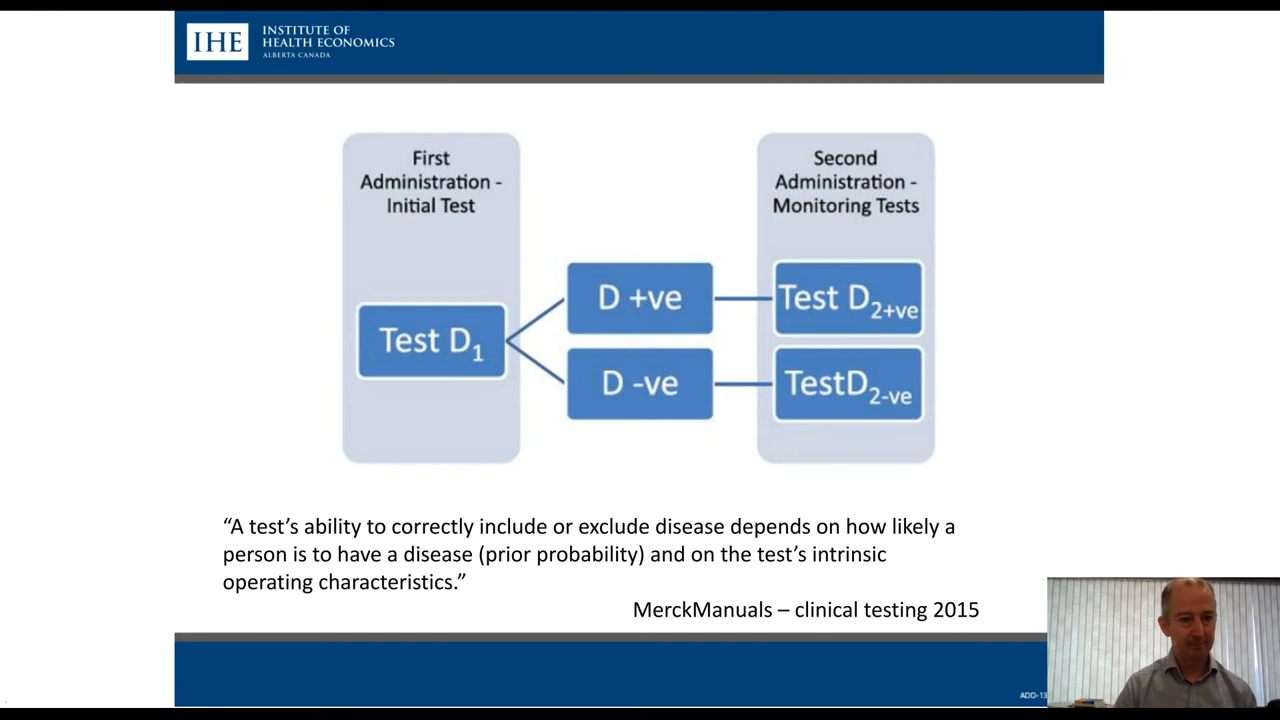 IHE
INSTITUTE OF
HEALTH ECONOMICS
ALBERTA CANADA
First
Administration -
Initial Test
Second
Administration -
Monitoring Tests
Test D1
D +ve
D -ve
Test D2+ve
TestD2-ve
“A test’s ability to correctly include or exclude disease depends on how likely a
person is to have a disease (prior probability) and on the test’s intrinsic
operating characteristics.”
MerckManuals – clinical testing 2015